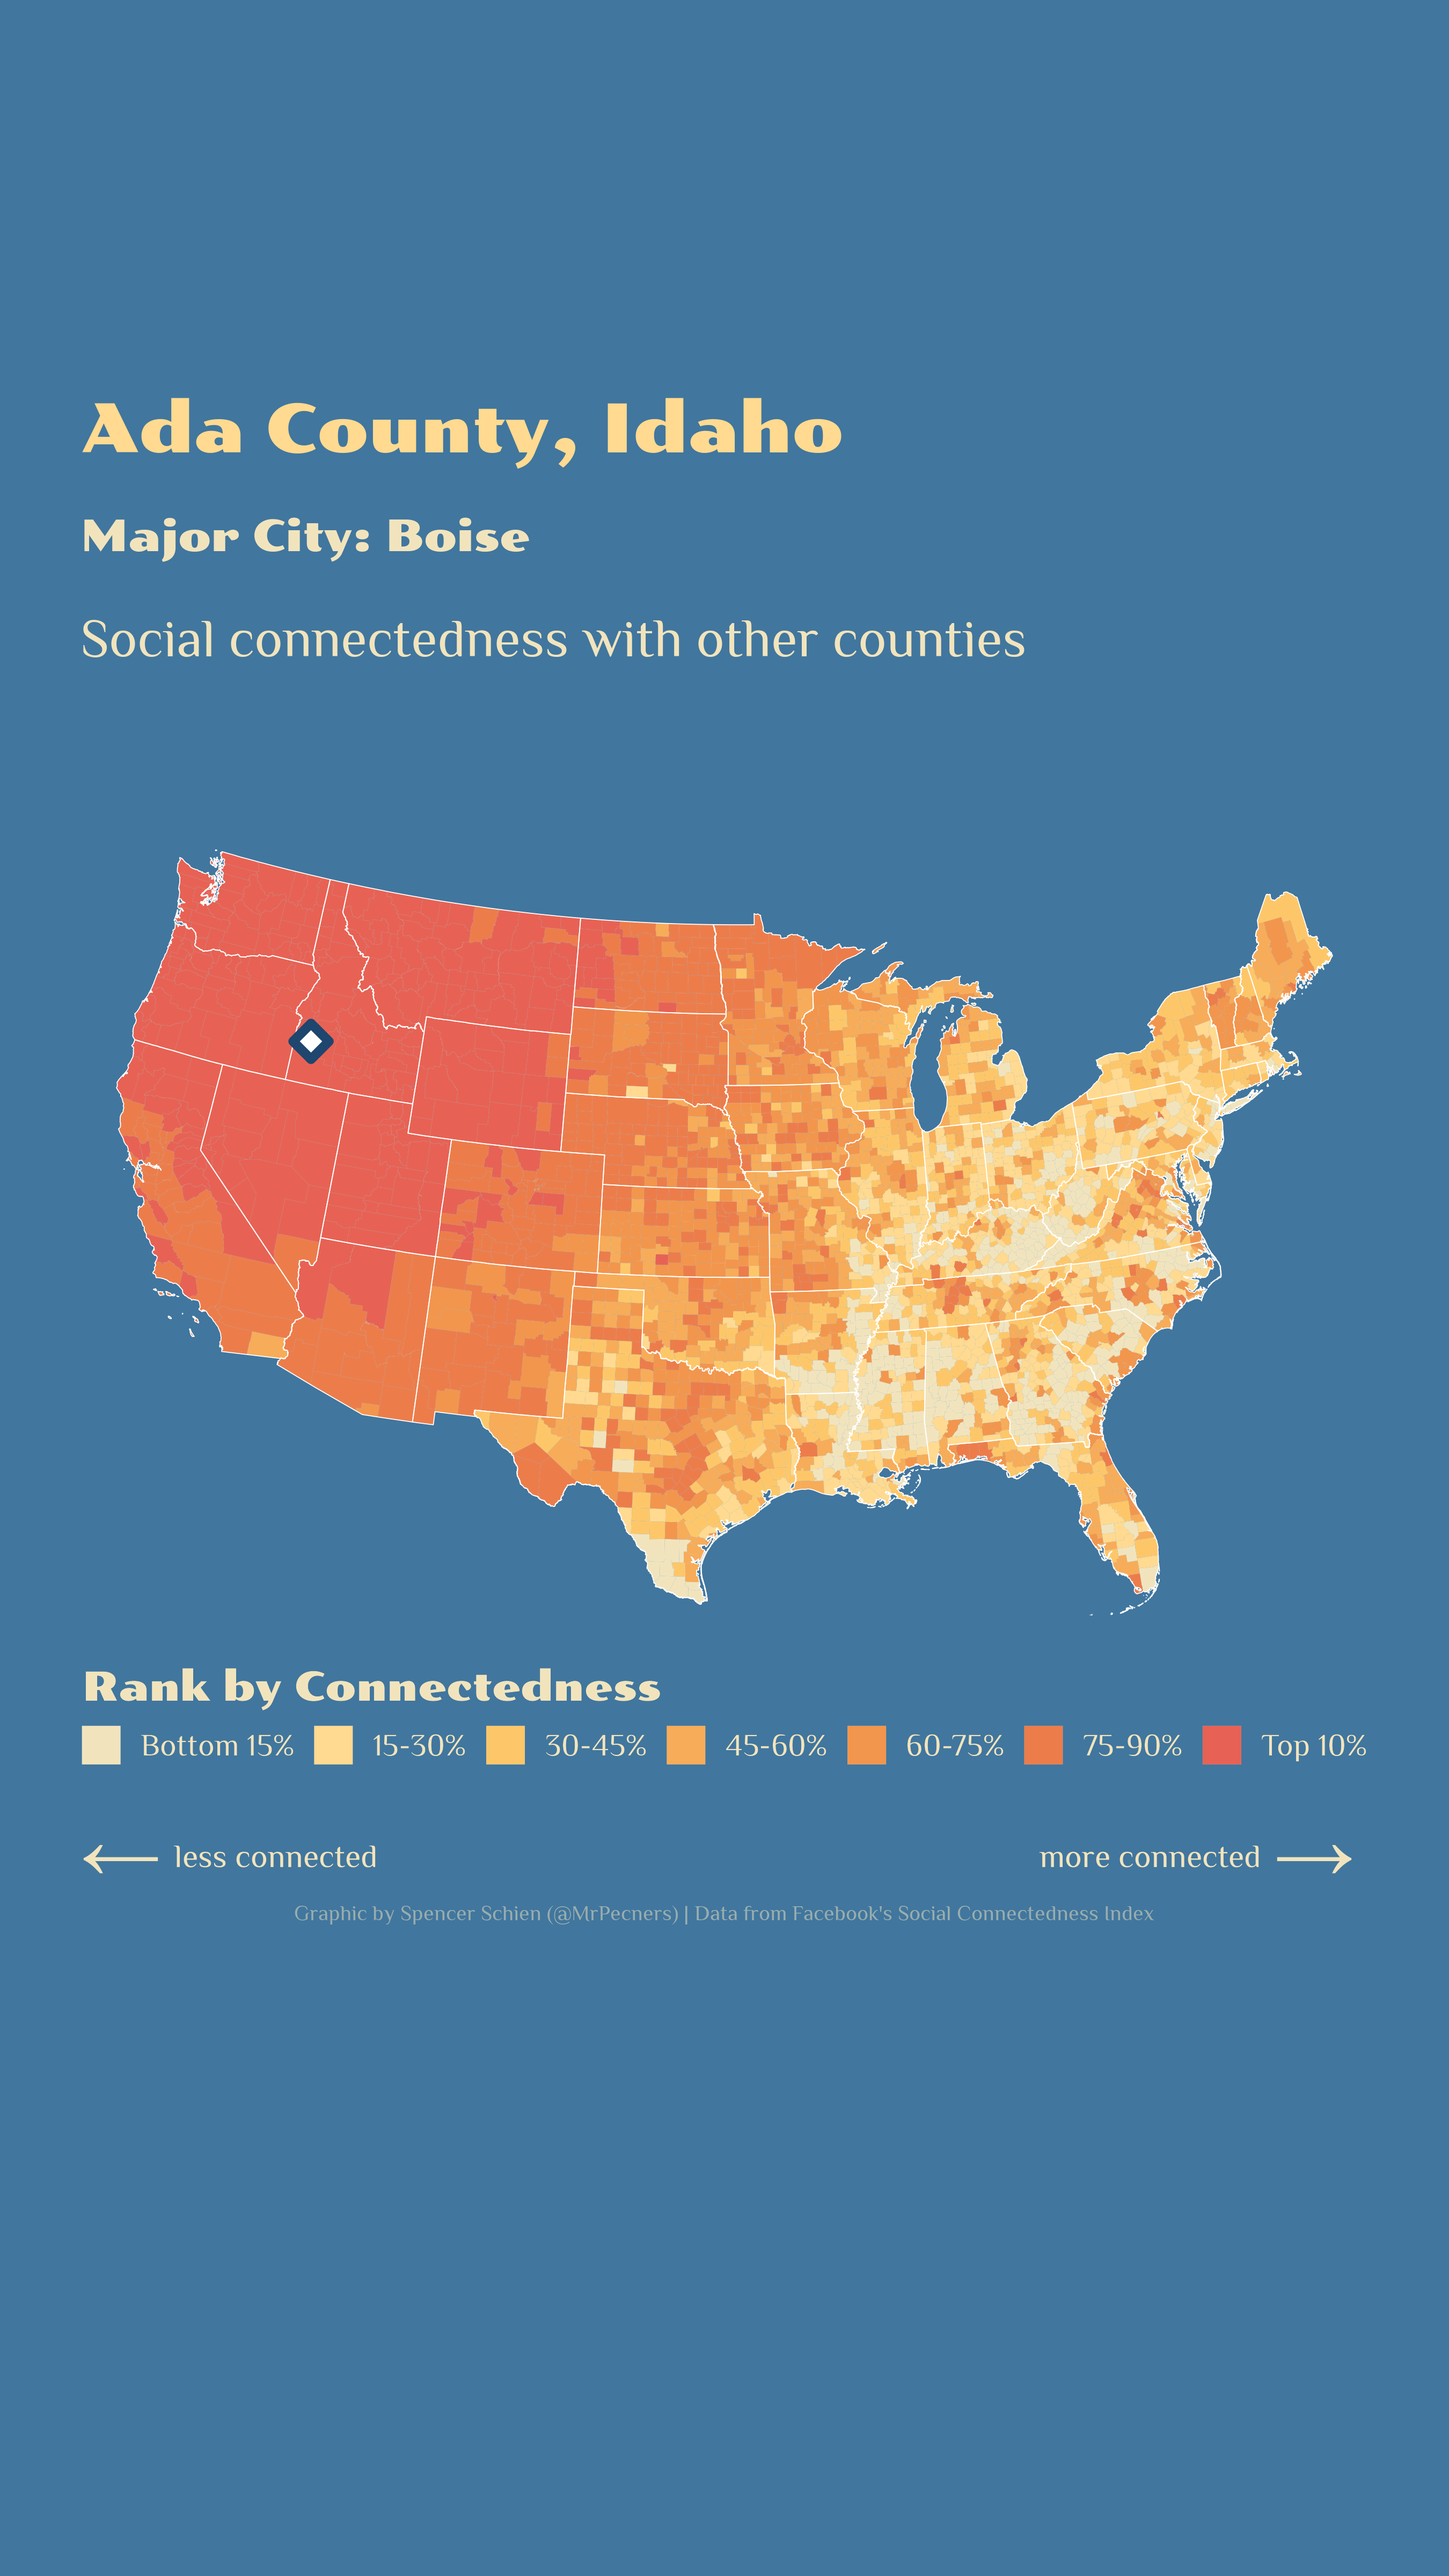 Ada County, Idaho
Major City: Boise
Social connectedness with other counties
Rank by Connectedness
Bottom 15% 15-30% 30-45% 45-60% 60-75% 75-90% Top 10%
← less connected more connected →
Graphic by Spencer Schien (@MrPecners) | Data from Facebook's Social Connectedness Index